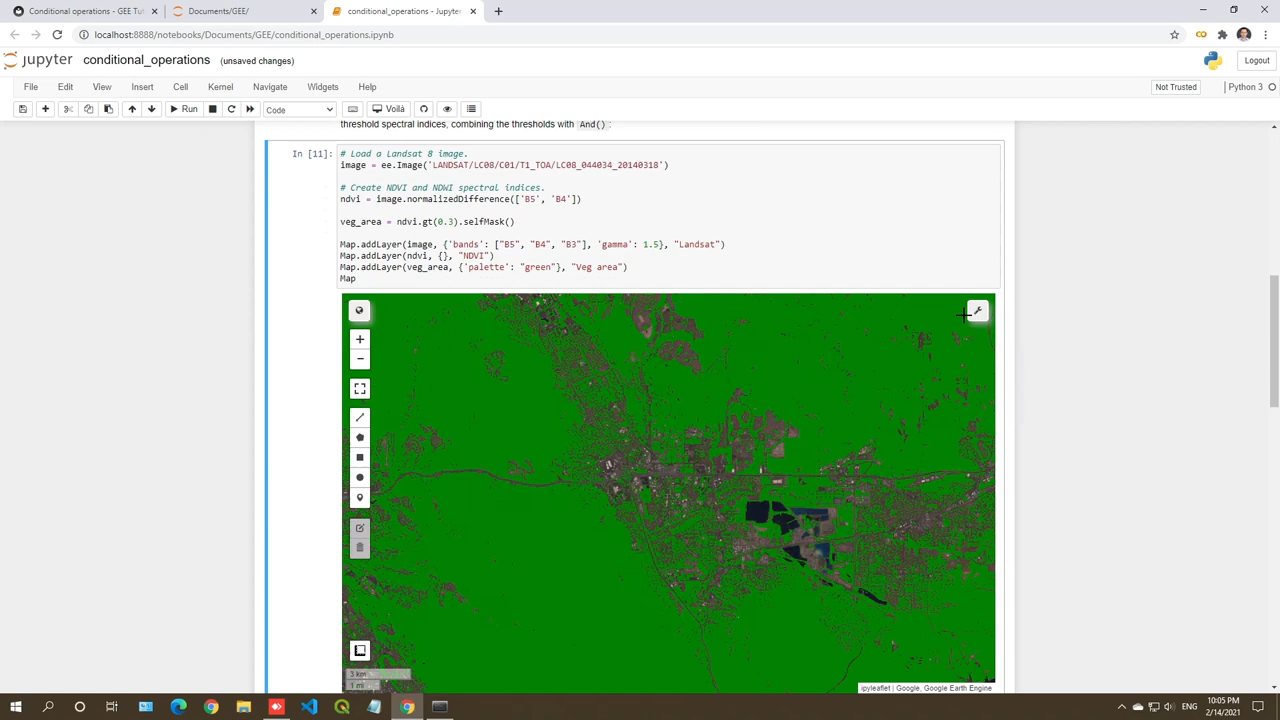 Conditional operations - GEE Tut
Documents/GEE/
conditional_operations - Jupyter
localhost:8888/notebooks/Documents/GEE/conditional_operations.ipynb
jupyter conditional_operations (unsaved changes)
Logout
File Edit View Insert Cell Kernel Navigate Widgets Help
Not Trusted
Python 3
Run
Code
Voilà
threshold spectral indices, combining the thresholds with And() :
In [11]:
# Load a Landsat 8 image.
image = ee.Image('LANDSAT/LC08/C01/T1_TOA/LC08_044034_20140318')
# Create NDVI and NDWI spectral indices.
ndvi = image.normalizedDifference(['B5', 'B4'])
veg_area = ndvi.gt(0.3).selfMask()
Map.addLayer(image, {'bands': ["B5", "B4", "B3"], 'gamma': 1.5}, "Landsat")
Map.addLayer(ndvi, {}, "NDVI")
Map.addLayer(veg_area, {'palette': "green"}, "Veg area")
Map
+
−
3 km
1 mi
ipyleaflet | Google, Google Earth Engine
ENG
10:05 PM
2/14/2021